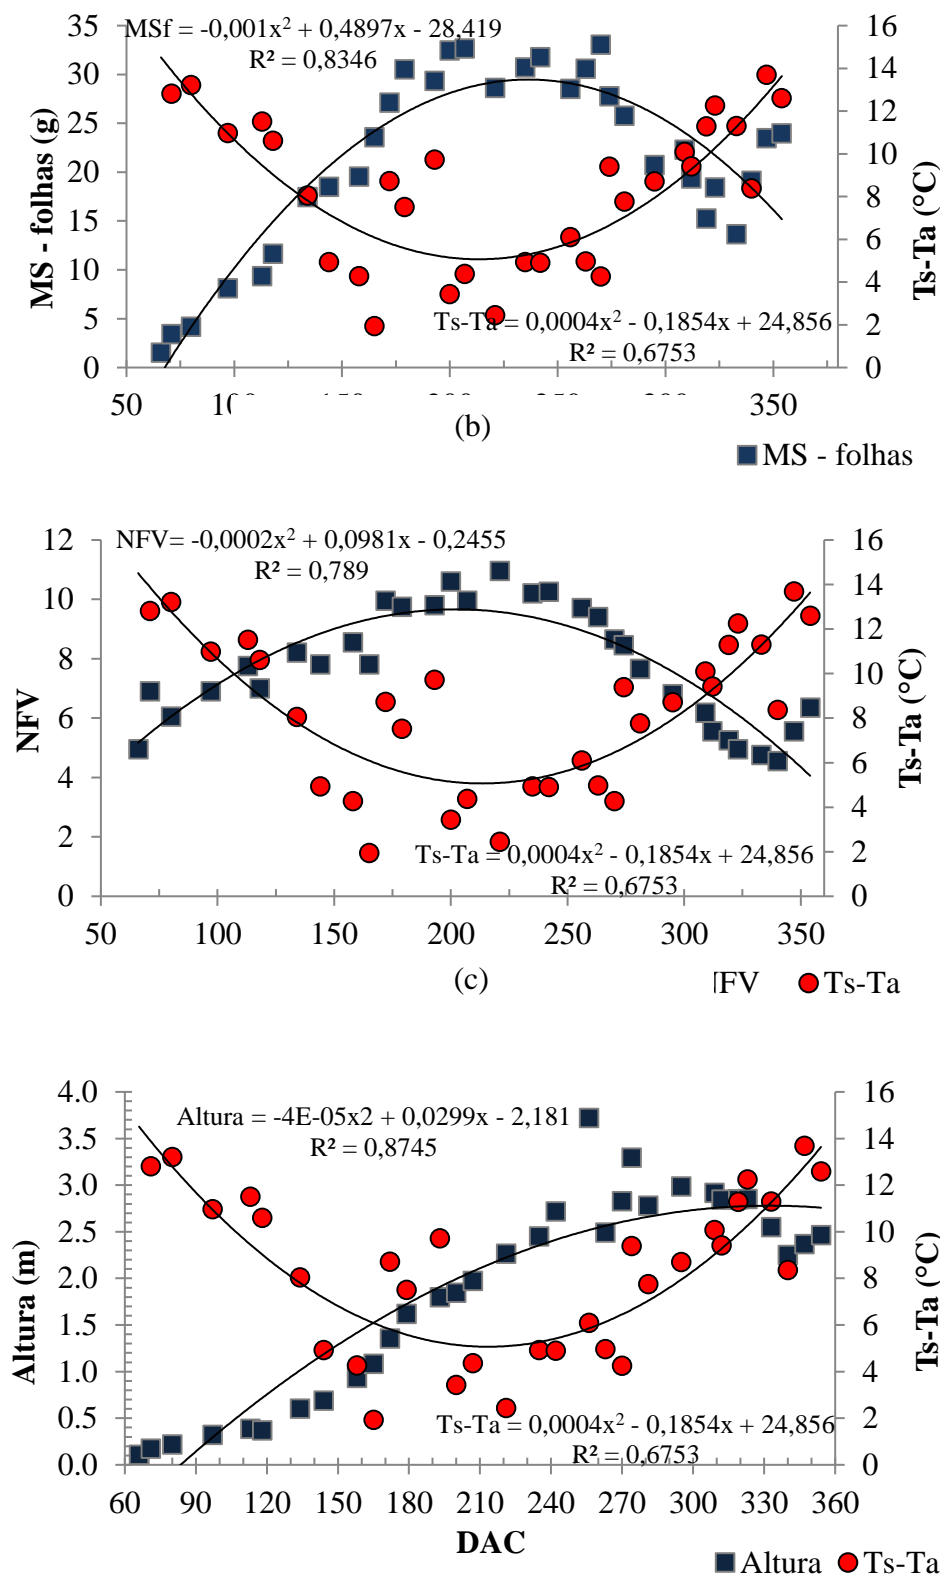 MSf = -0,001x² + 0,4897x - 28,419
R² = 0,8346
35
30
25
20
15
10
5
0
MS - folhas (g)
16
14
12
10
8
6
4
2
0
Ts-Ta (°C)
Ts-Ta = 0,0004x² - 0,1854x + 24,856
R² = 0,6753
50 100 150 200 250 300 350
(b)
MS - folhas
NFV= -0,0002x² + 0,0981x - 0,2455
R² = 0,789
12
10
8
6
4
2
0
NFV
16
14
12
10
8
6
4
2
0
Ts-Ta (°C)
Ts-Ta = 0,0004x² - 0,1854x + 24,856
R² = 0,6753
50 100 150 200 250 300 350
(c)
NFV Ts-Ta
Altura = -4E-05x2 + 0,0299x - 2,181
R² = 0,8745
4.0
3.5
3.0
2.5
2.0
1.5
1.0
0.5
0.0
Altura (m)
16
14
12
10
8
6
4
2
0
Ts-Ta (°C)
Ts-Ta = 0,0004x² - 0,1854x + 24,856
R² = 0,6753
60 90 120 150 180 210 240 270 300 330 360
DAC
Altura Ts-Ta